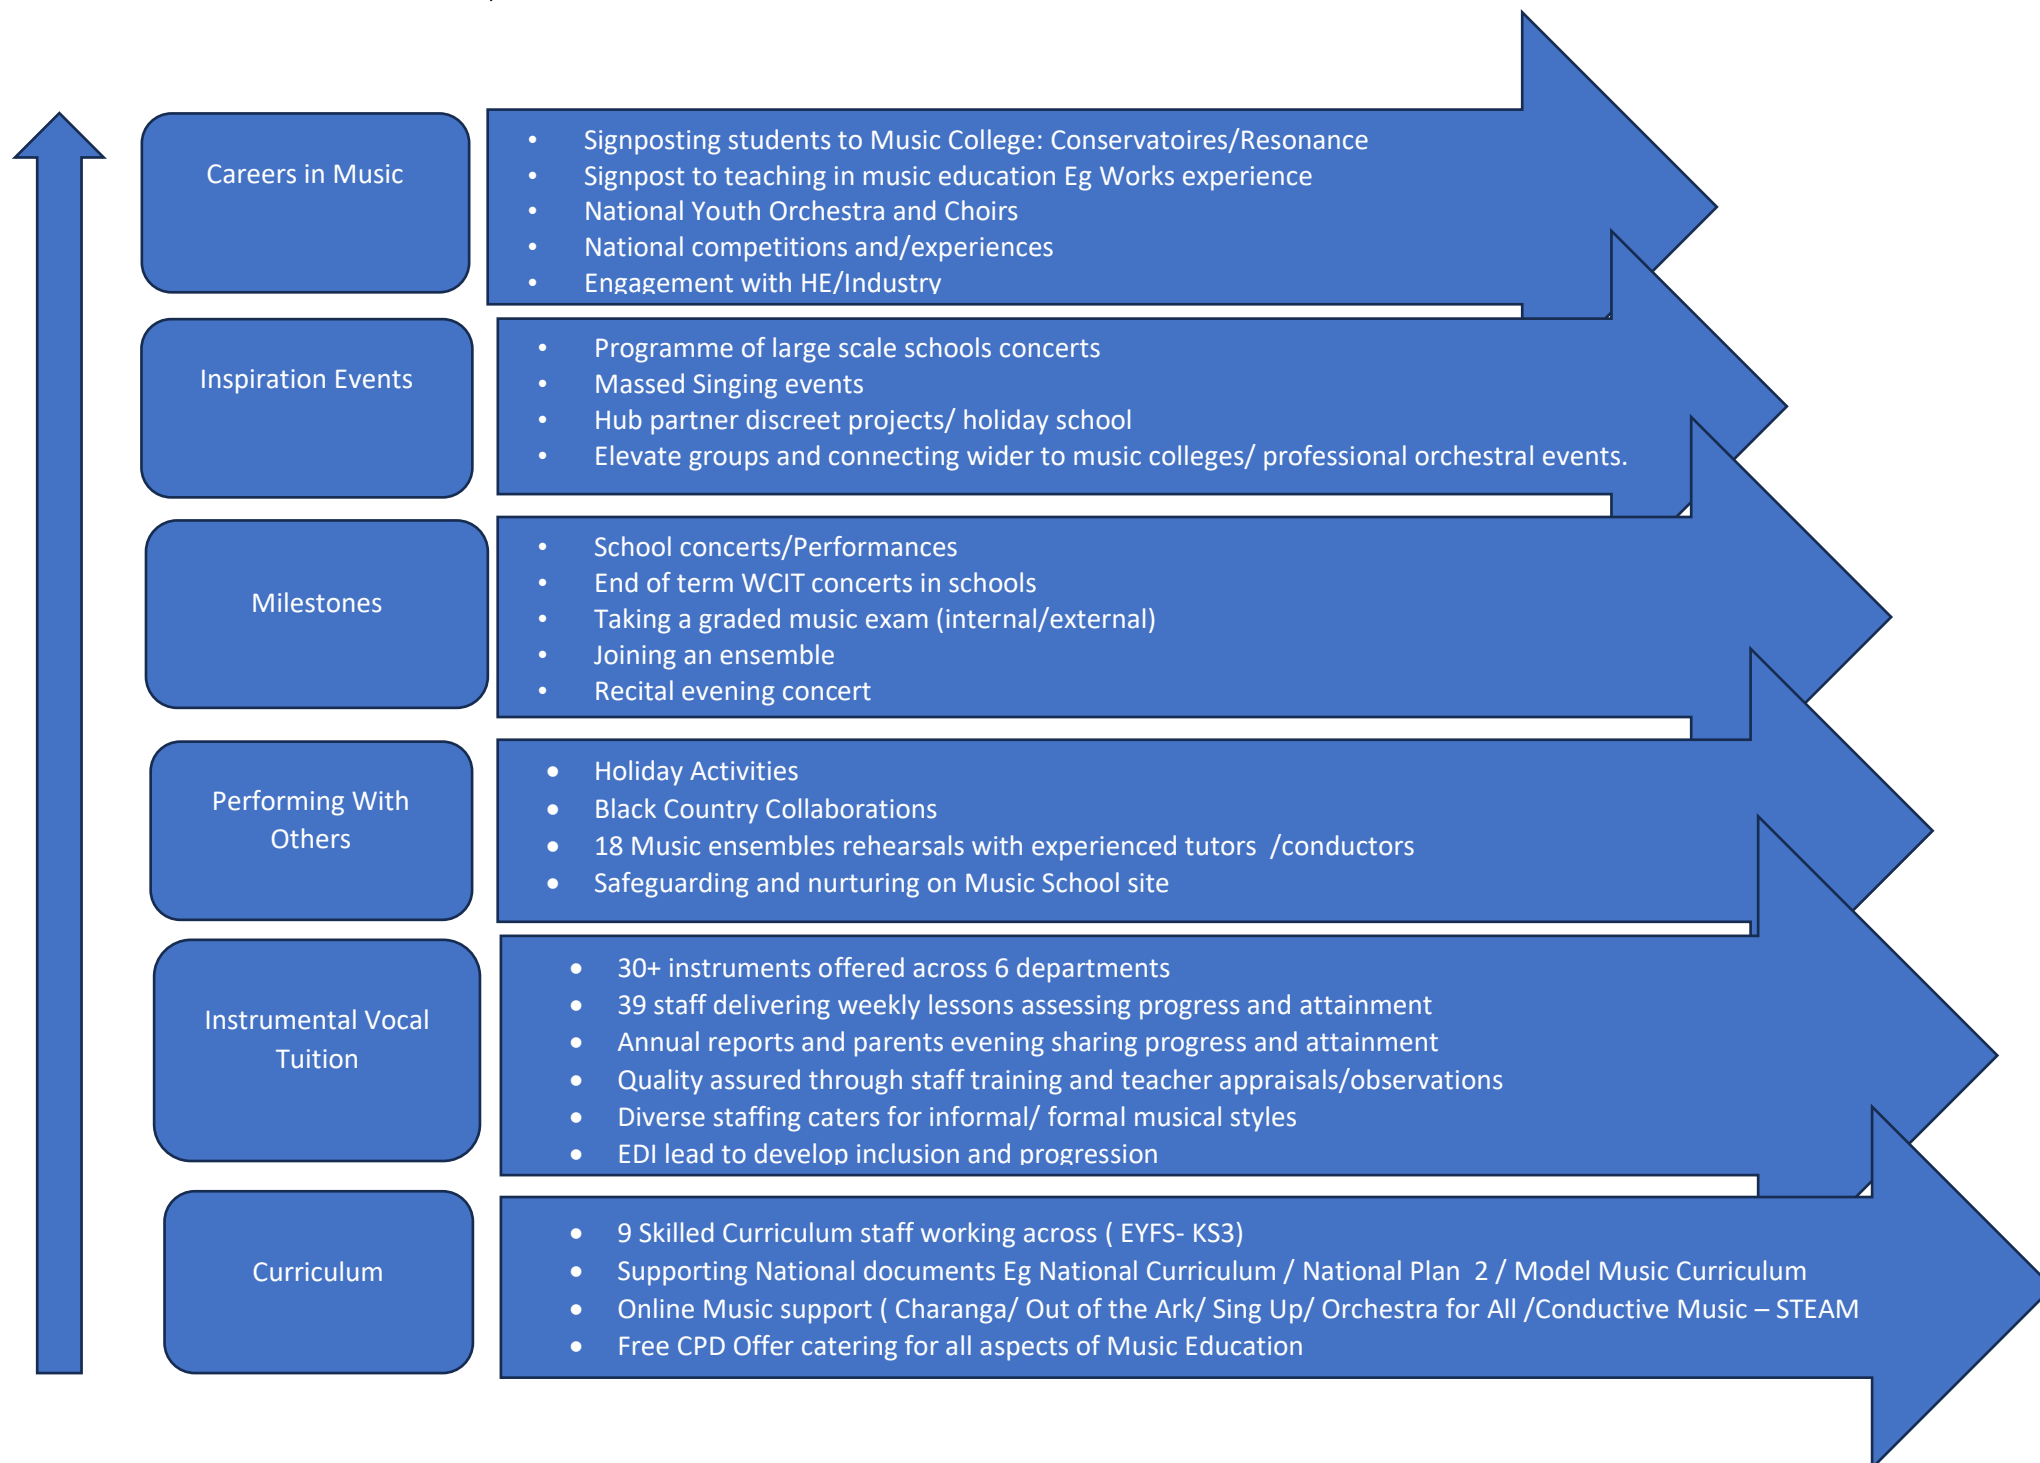 Careers in Music
• Signposting students to Music College: Conservatoires/Resonance
• Signpost to teaching in music education Eg Works experience
• National Youth Orchestra and Choirs
• National competitions and/experiences
• Engagement with HE/Industry
Inspiration Events
• Programme of large scale schools concerts
• Massed Singing events
• Hub partner discreet projects/ holiday school
• Elevate groups and connecting wider to music colleges/ professional orchestral events.
Milestones
• School concerts/Performances
• End of term WCIT concerts in schools
• Taking a graded music exam (internal/external)
• Joining an ensemble
• Recital evening concert
Performing With
Others
• Holiday Activities
• Black Country Collaborations
• 18 Music ensembles rehearsals with experienced tutors /conductors
• Safeguarding and nurturing on Music School site
Instrumental Vocal
Tuition
• 30+ instruments offered across 6 departments
• 39 staff delivering weekly lessons assessing progress and attainment
• Annual reports and parents evening sharing progress and attainment
• Quality assured through staff training and teacher appraisals/observations
• Diverse staffing caters for informal/ formal musical styles
• EDI lead to develop inclusion and progression
Curriculum
• 9 Skilled Curriculum staff working across ( EYFS- KS3)
• Supporting National documents Eg National Curriculum / National Plan 2 / Model Music Curriculum
• Online Music support ( Charanga/ Out of the Ark/ Sing Up/ Orchestra for All /Conductive Music – STEAM
• Free CPD Offer catering for all aspects of Music Education